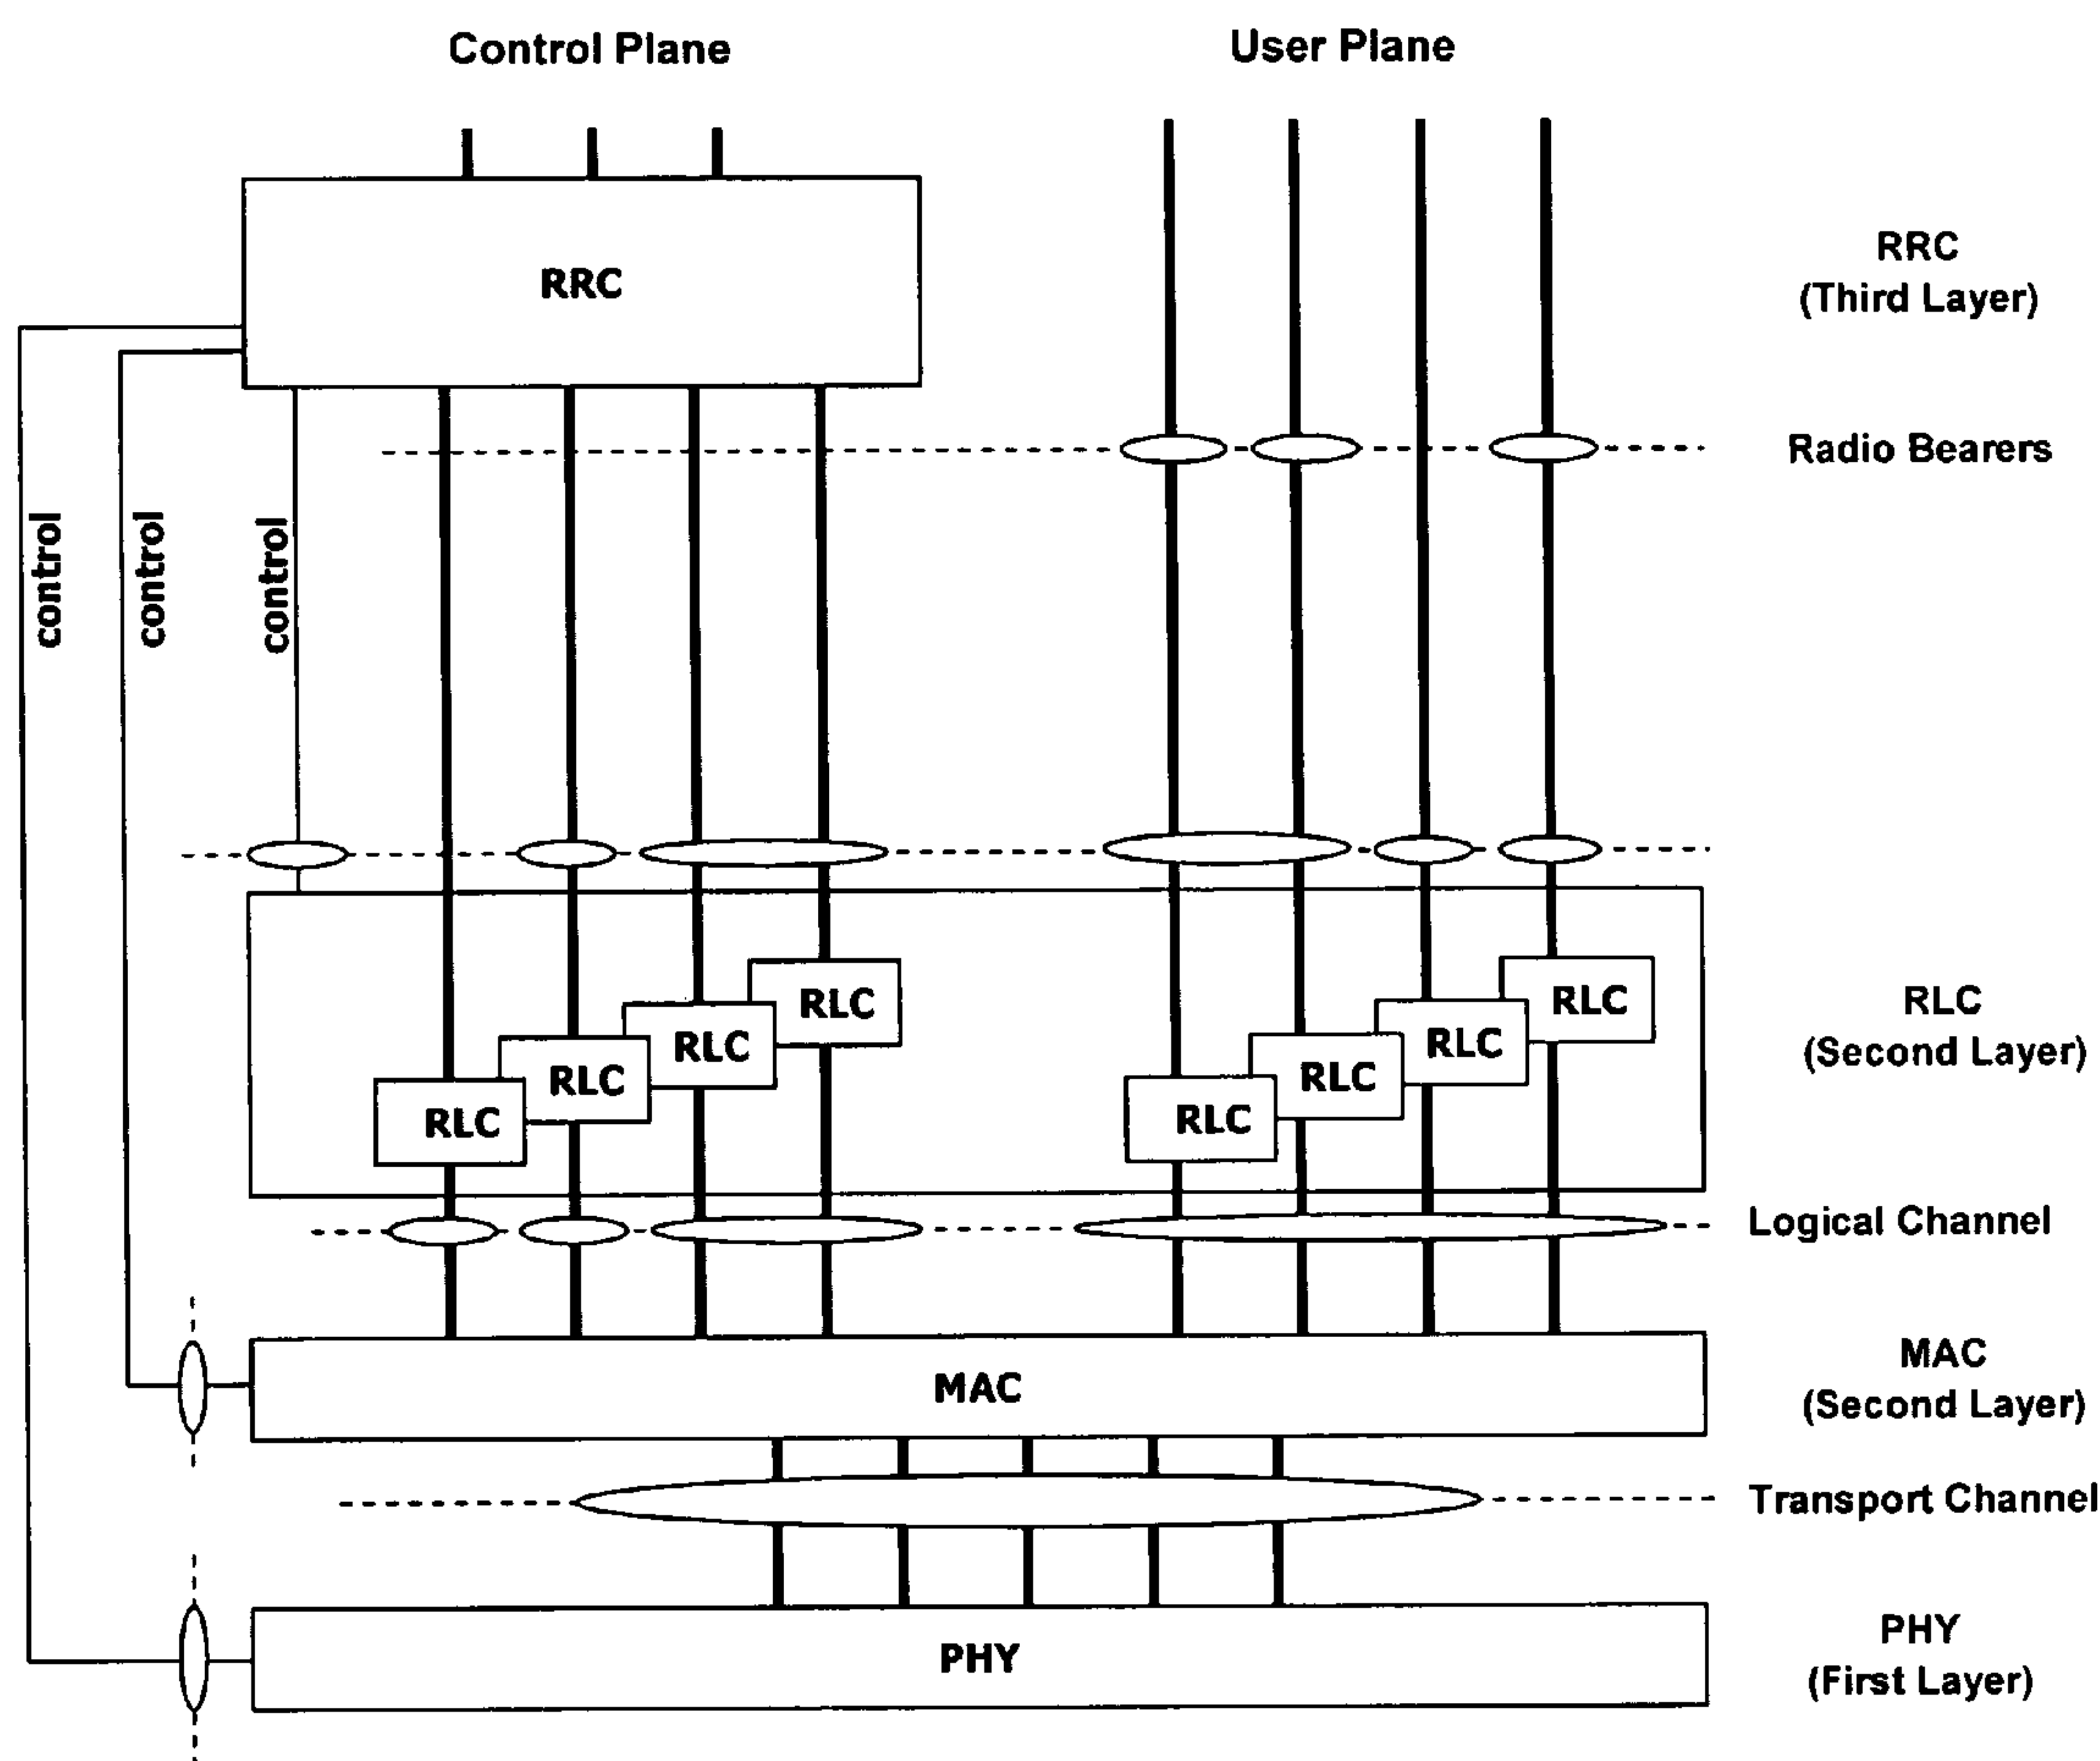 Control Plane
User Plane
RRC
RRC
(Third Layer)
Radio Bearers
control
control
control
RLC
RLC
RLC
RLC
RLC
RLC
RLC
RLC
RLC
(Second Layer)
Logical Channel
MAC
MAC
(Second Layer)
Transport Channel
PHY
PHY
(First Layer)